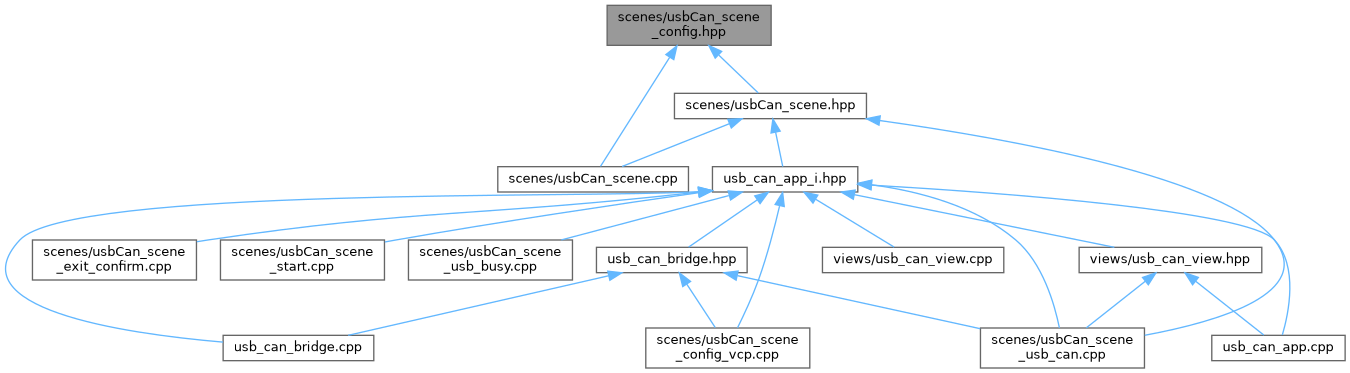 scenes/usbCan_scene
_config.hpp
scenes/usbCan_scene.hpp
scenes/usbCan_scene.cpp
usb_can_app_i.hpp
scenes/usbCan_scene
_exit_confirm.cpp
scenes/usbCan_scene
_start.cpp
scenes/usbCan_scene
_usb_busy.cpp
usb_can_bridge.hpp
views/usb_can_view.cpp
views/usb_can_view.hpp
usb_can_bridge.cpp
scenes/usbCan_scene
_config_vcp.cpp
scenes/usbCan_scene
_usb_can.cpp
usb_can_app.cpp